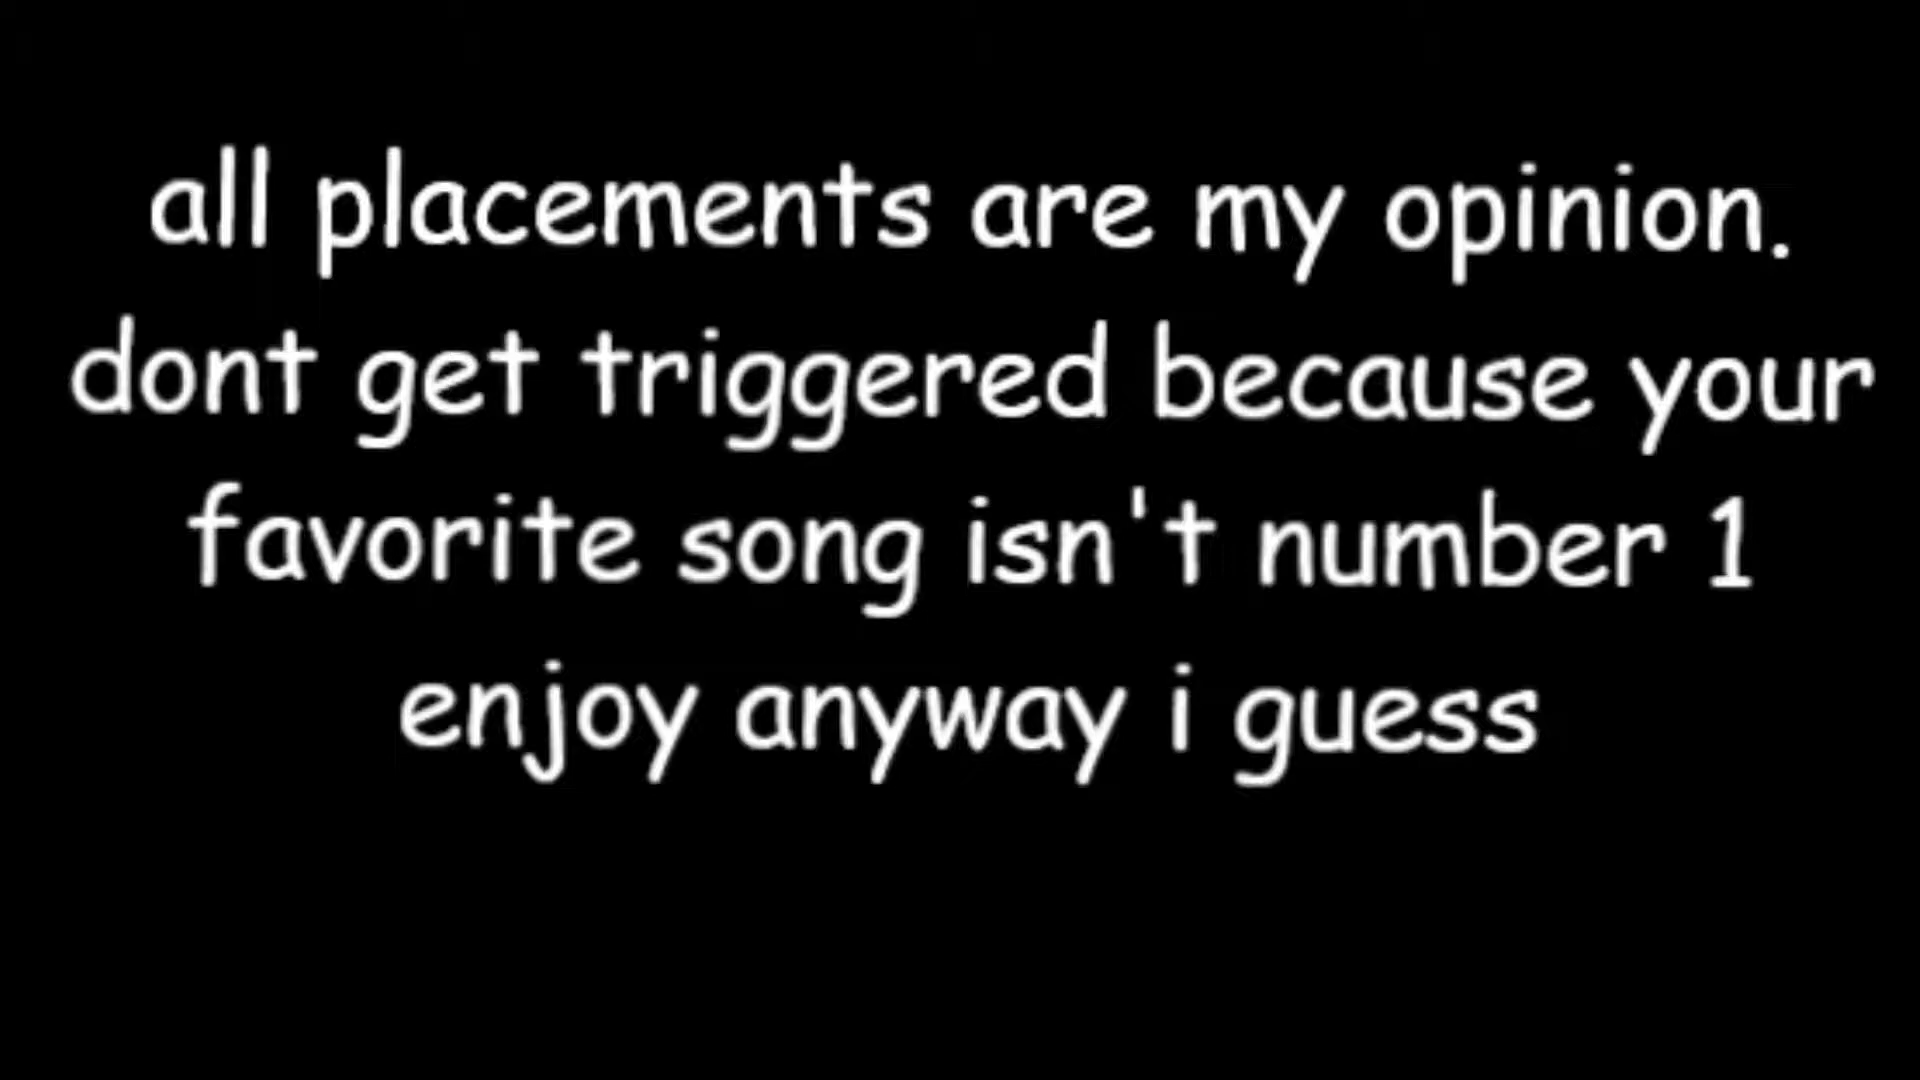 all placements are my opinion.
dont get triggered because your
favorite song isn't number 1
enjoy anyway i guess